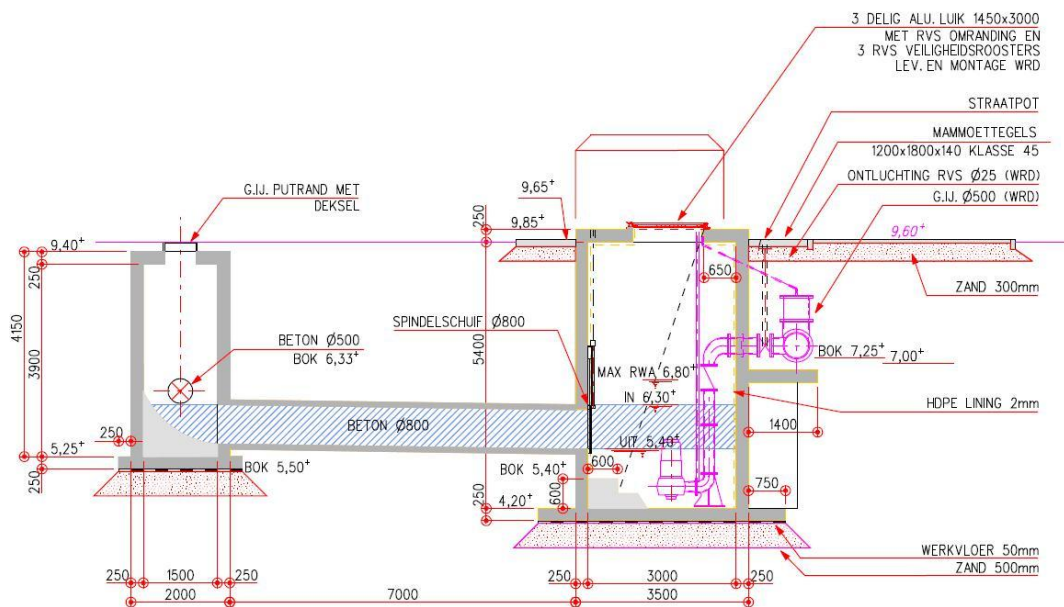 3 DELIG ALU. LUIK 1450x3000
MET RVS OMRANDING EN
3 RVS VEILIGHEIDSROOSTERS
LEV. EN MONTAGE WRD
STRAATPOT
MAMMOETTEGELS
1200x1800x140 KLASSE 45
ONTLUCHTING RVS Ø25 (WRD)
G.IJ. Ø500 (WRD)
G.IJ. PUTRAND MET
DEKSEL
9,65⁺
9,85⁺
250
9,60⁺
9,40⁺
250
650
ZAND 300mm
4150
3900
5400
SPINDELSCHUIF Ø800
BETON Ø500
BOK 6,33⁺
BOK 7,25⁺
7,00⁺
MAX RWA 6,80⁺
IN 6,30⁺
HDPE LINING 2mm
BETON Ø800
250
1400
UIT 5,40⁺
5,25⁺
BOK 5,50⁺
BOK 5,40⁺
600
600
750
250
4,20⁺
250
WERKVLOER 50mm
ZAND 500mm
250
1500
250
250
3000
250
2000
7000
3500